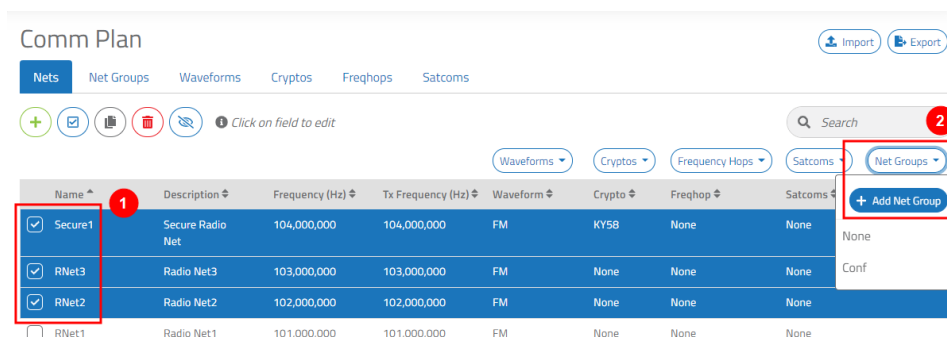 Comm Plan
Import Export
Nets Net Groups Waveforms Cryptos Freqhops Satcoms
Click on field to edit
Search
2
Waveforms Cryptos Frequency Hops Satcoms Net Groups
Name Description Frequency (Hz) Tx Frequency (Hz) Waveform Crypto Freqhop Satcoms
1
+ Add Net Group
Secure1 Secure Radio Net 104,000,000 104,000,000 FM KY58 None None
None
RNet3 Radio Net3 103,000,000 103,000,000 FM None None None
Conf
RNet2 Radio Net2 102,000,000 102,000,000 FM None None None
RNet1 Radio Net1 101,000,000 101,000,000 FM None None None